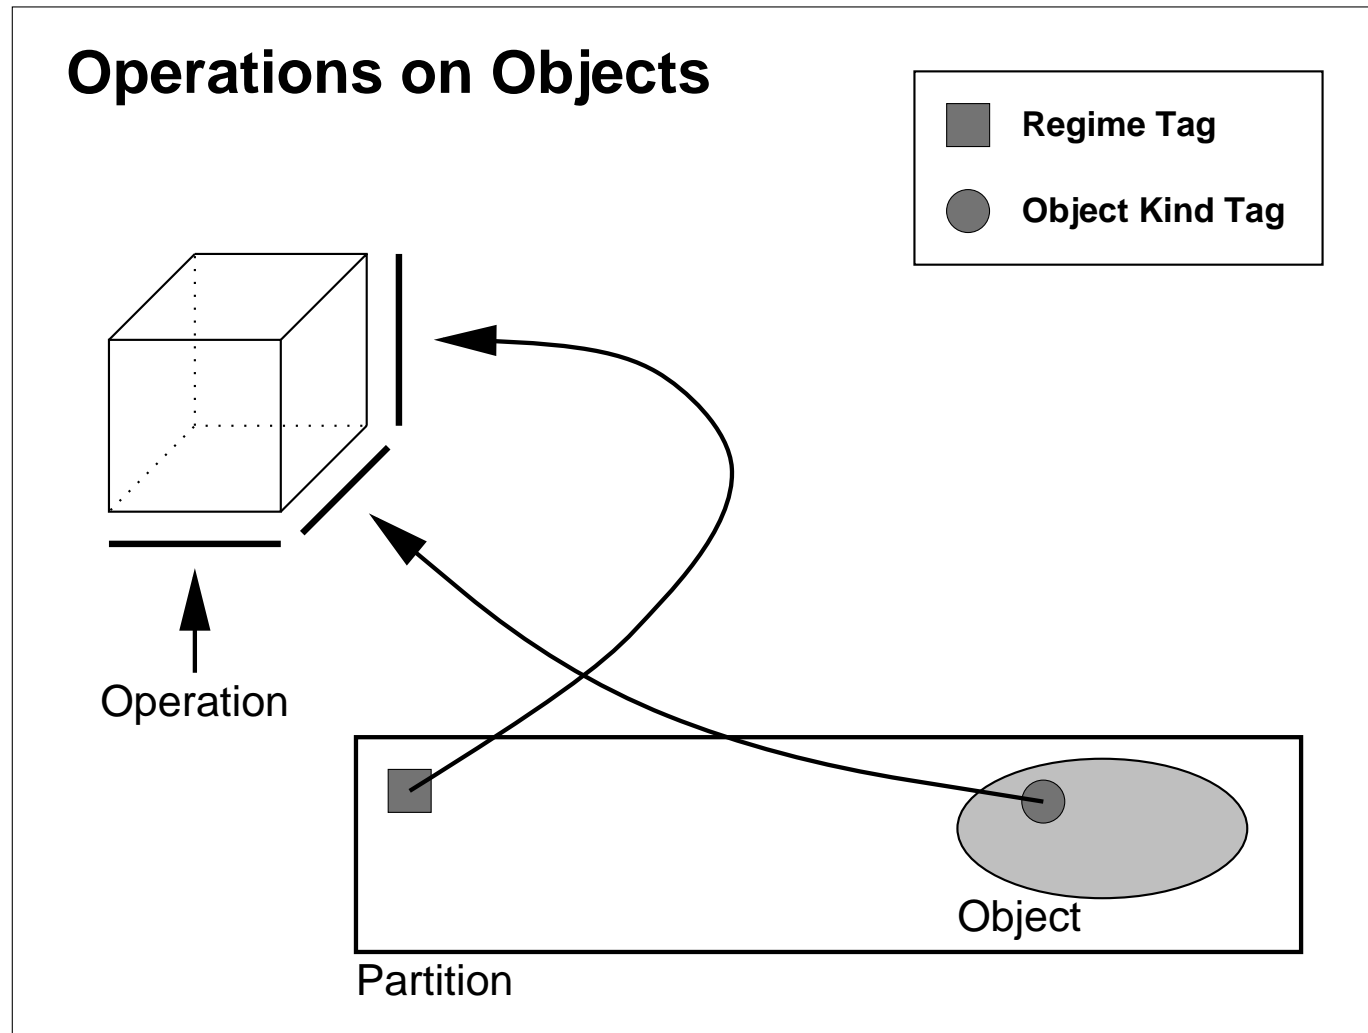 Operations on Objects
Regime Tag
Object Kind Tag
Operation
Object
Partition